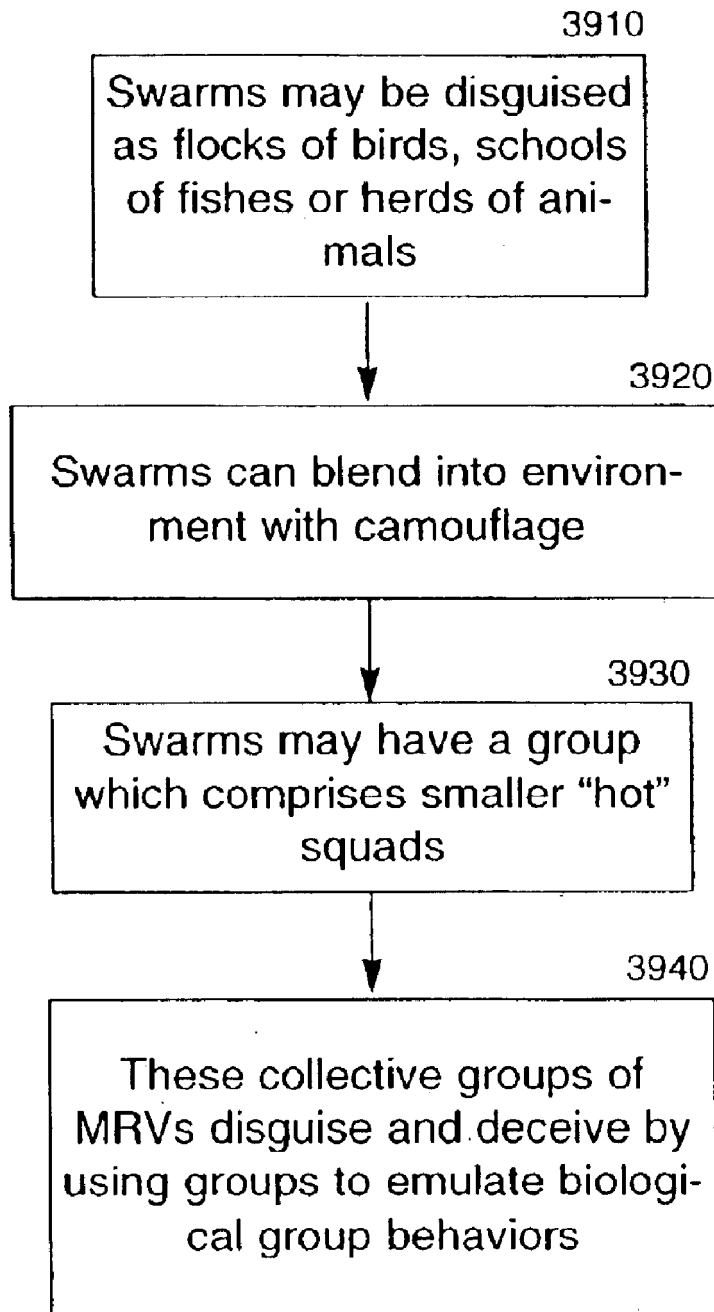 3910
Swarms may be disguised
as flocks of birds, schools
of fishes or herds of ani-
mals
3920
Swarms can blend into environ-
ment with camouflage
3930
Swarms may have a group
which comprises smaller “hot”
squads
3940
These collective groups of
MRVs disguise and deceive by
using groups to emulate biologi-
cal group behaviors